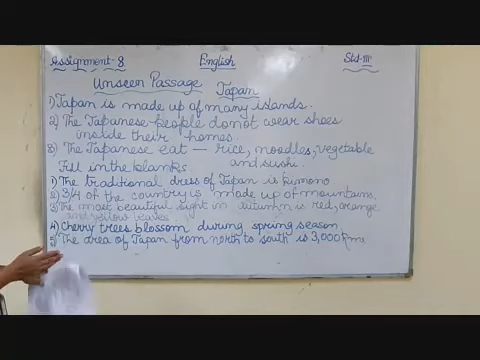 Assignment-8 English Std-III
Unseen Passage Japan
1) Japan is made up of many islands.
2) The Japanese people do not wear shoes
inside their homes.
3) The Japanese eat — rice, noodles, vegetable
and sushi.
Fill in the blanks
1) The traditional dress of Japan is kimono
2) 3/4 of the country is made up of mountains
3) The most beautiful sight in autumn is red, orange
and yellow leaves
4) Cherry trees blossom during spring season
5) The area of Japan from north to south is 3,000 km